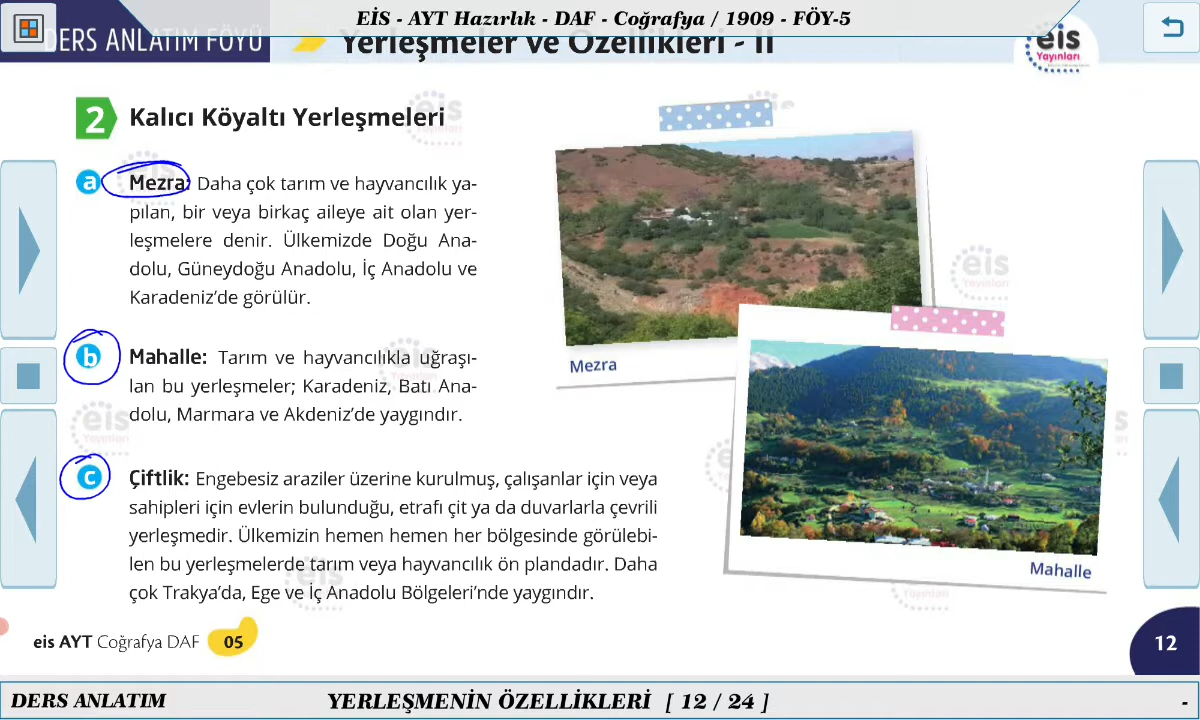 EİS - AYT Hazırlık - DAF - Coğrafya / 1909 - FÖY-5
DERS ANLATIM FÖYÜ
Yerleşmeler ve Özellikleri - II
eis
Yayınları
2 Kalıcı Köyaltı Yerleşmeleri
a Mezra: Daha çok tarım ve hayvancılık ya-
pılan, bir veya birkaç aileye ait olan yer-
leşmelere denir. Ülkemizde Doğu Ana-
dolu, Güneydoğu Anadolu, İç Anadolu ve
Karadeniz’de görülür.
Mezra
b Mahalle: Tarım ve hayvancılıkla uğraşı-
lan bu yerleşmeler; Karadeniz, Batı Ana-
dolu, Marmara ve Akdeniz’de yaygındır.
c Çiftlik: Engebesiz araziler üzerine kurulmuş, çalışanlar için veya
sahipleri için evlerin bulunduğu, etrafı çit ya da duvarlarla çevrili
yerleşmedir. Ülkemizin hemen hemen her bölgesinde görülebi-
len bu yerleşmelerde tarım veya hayvancılık ön plandadır. Daha
çok Trakya’da, Ege ve İç Anadolu Bölgeleri’nde yaygındır.
Mahalle
eis AYT Coğrafya DAF 05
12
DERS ANLATIM
YERLEŞMENİN ÖZELLİKLERİ [ 12 / 24 ]
-